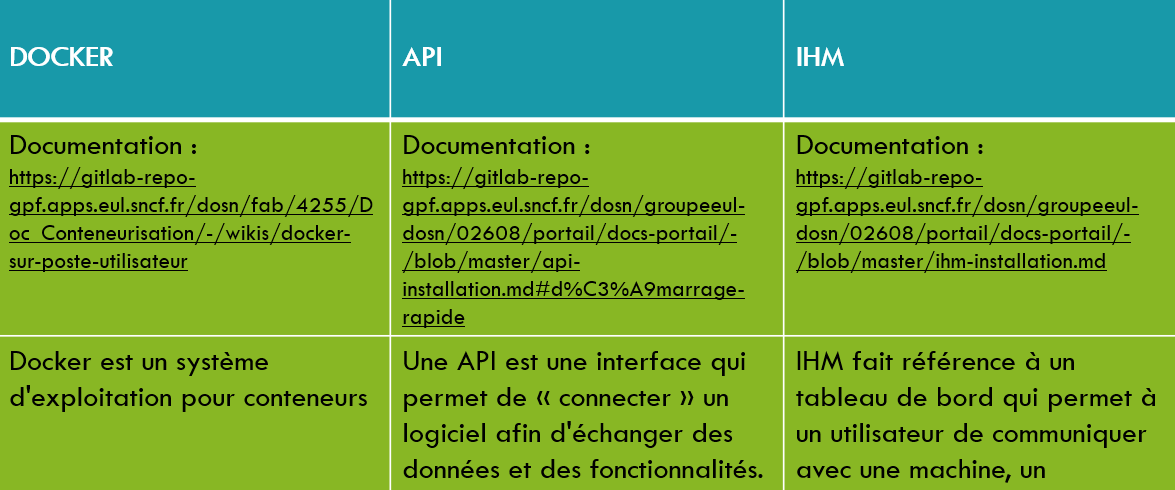 DOCKER
API
IHM
Documentation :
https://gitlab-repo-
gpf.apps.eul.sncf.fr/dosn/fab/4255/D
oc_Conteneurisation/-/wikis/docker-
sur-poste-utilisateur
Documentation :
https://gitlab-repo-
gpf.apps.eul.sncf.fr/dosn/groupeeul-
dosn/02608/portail/docs-portail/-
/blob/master/api-
installation.md#d%C3%A9marrage-
rapide
Documentation :
https://gitlab-repo-
gpf.apps.eul.sncf.fr/dosn/groupeeul-
dosn/02608/portail/docs-portail/-
/blob/master/ihm-installation.md
Docker est un système
d'exploitation pour conteneurs
Une API est une interface qui
permet de « connecter » un
logiciel afin d'échanger des
données et des fonctionnalités.
IHM fait référence à un
tableau de bord qui permet à
un utilisateur de communiquer
avec une machine, un